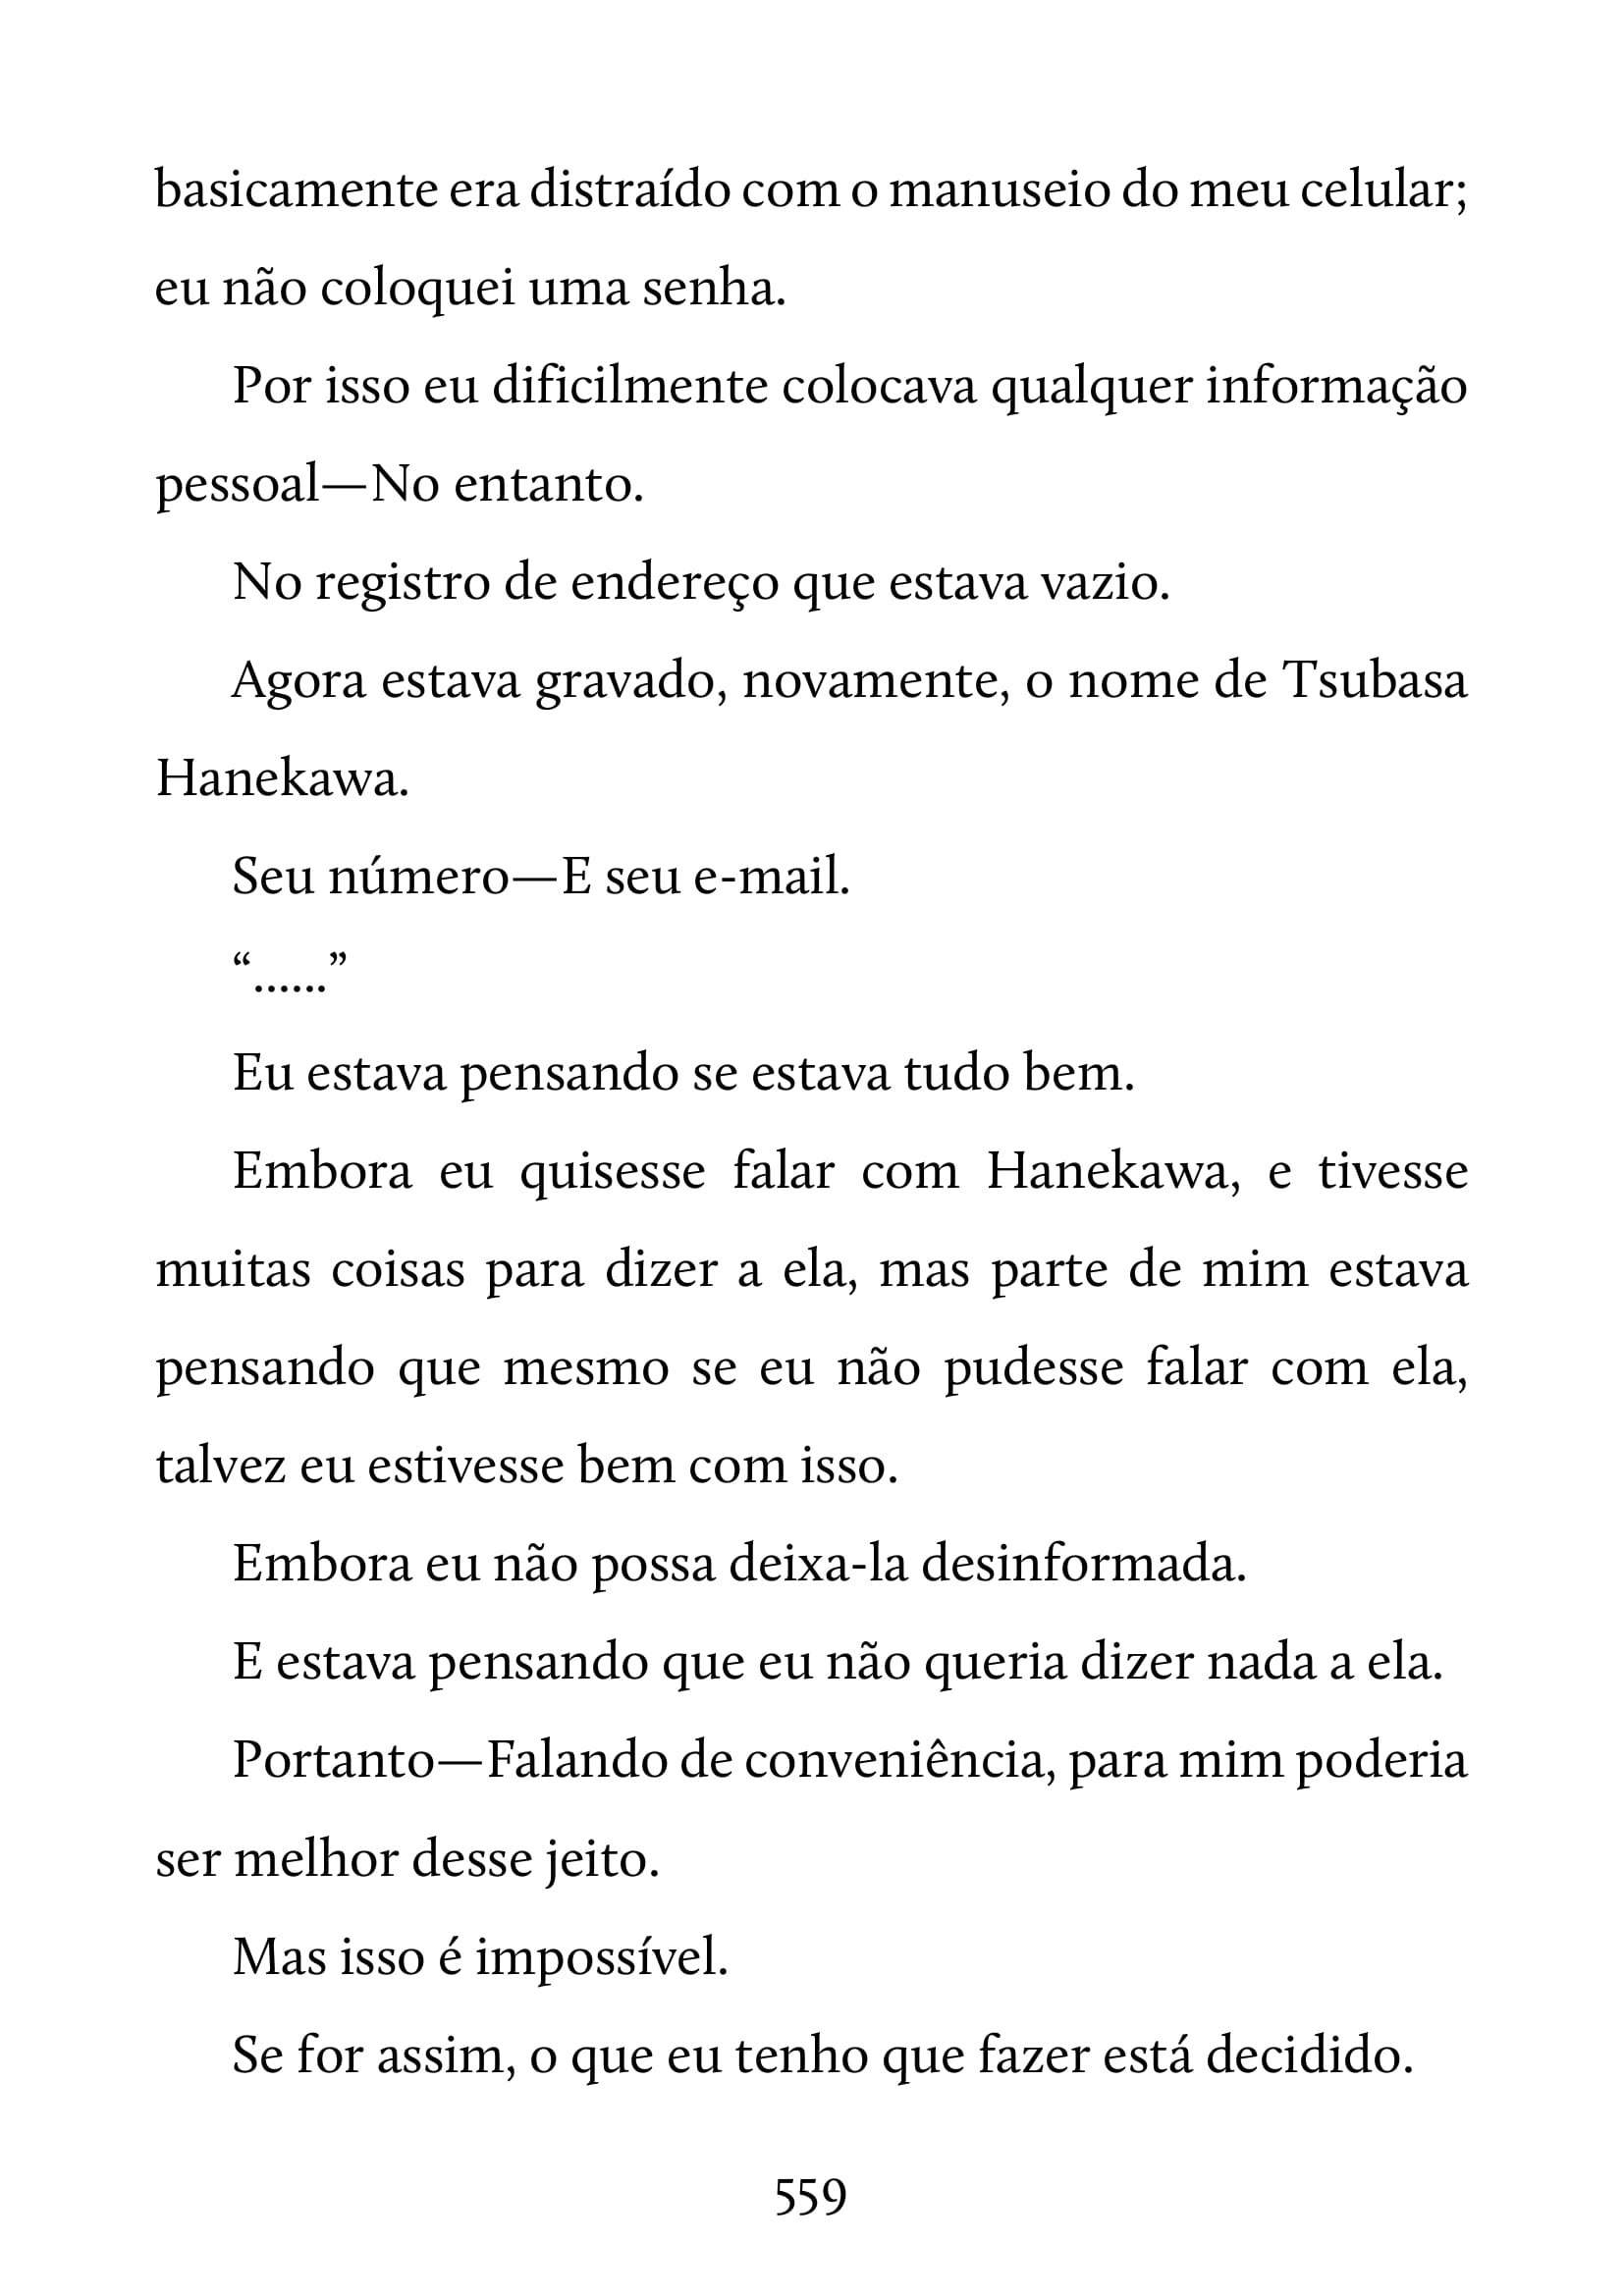 basicamente era distraído com o manuseio do meu celular;
eu não coloquei uma senha.
Por isso eu dificilmente colocava qualquer informação
pessoal—No entanto.
No registro de endereço que estava vazio.
Agora estava gravado, novamente, o nome de Tsubasa
Hanekawa.
Seu número—E seu e-mail.
“......”
Eu estava pensando se estava tudo bem.
Embora eu quisesse falar com Hanekawa, e tivesse
muitas coisas para dizer a ela, mas parte de mim estava
pensando que mesmo se eu não pudesse falar com ela,
talvez eu estivesse bem com isso.
Embora eu não possa deixa-la desinformada.
E estava pensando que eu não queria dizer nada a ela.
Portanto—Falando de conveniência, para mim poderia
ser melhor desse jeito.
Mas isso é impossível.
Se for assim, o que eu tenho que fazer está decidido.
559